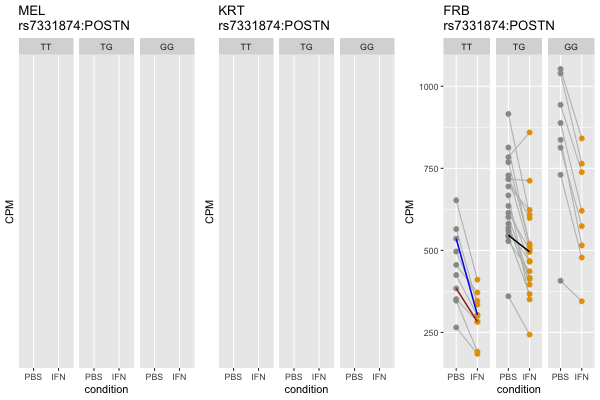 MEL
rs7331874:POSTN
TT TG GG
CPM
PBS IFN PBS IFN PBS IFN
condition
KRT
rs7331874:POSTN
TT TG GG
CPM
PBS IFN PBS IFN PBS IFN
condition
FRB
rs7331874:POSTN
TT TG GG
1000
750
500
250
CPM
PBS IFN PBS IFN PBS IFN
condition